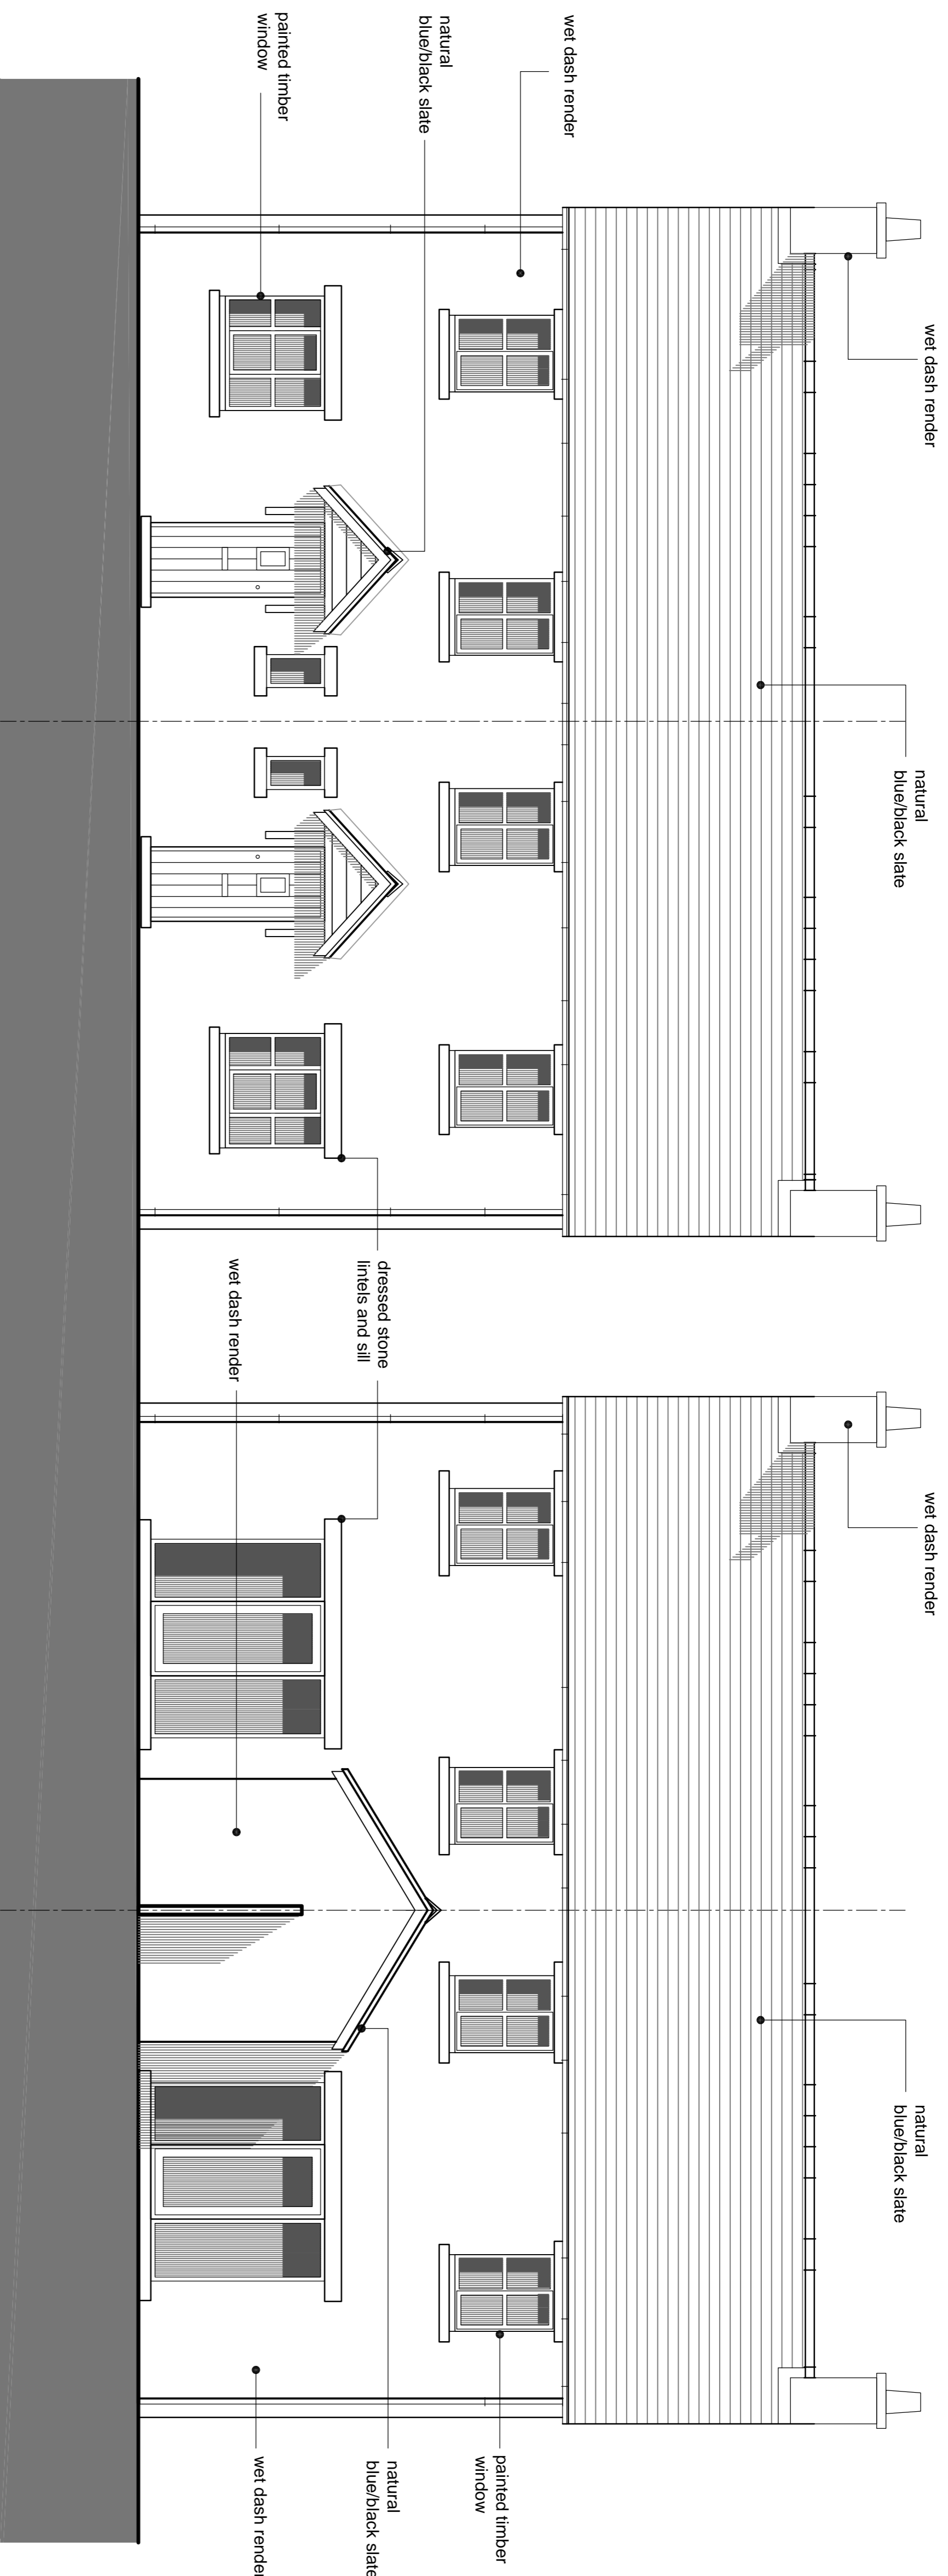 wet dash render
natural
blue/black slate
wet dash render
natural
blue/black slate
wet dash render
natural
blue/black slate
painted timber
window
dressed stone
lintels and sill
wet dash render
painted timber
window
natural
blue/black slate
wet dash render